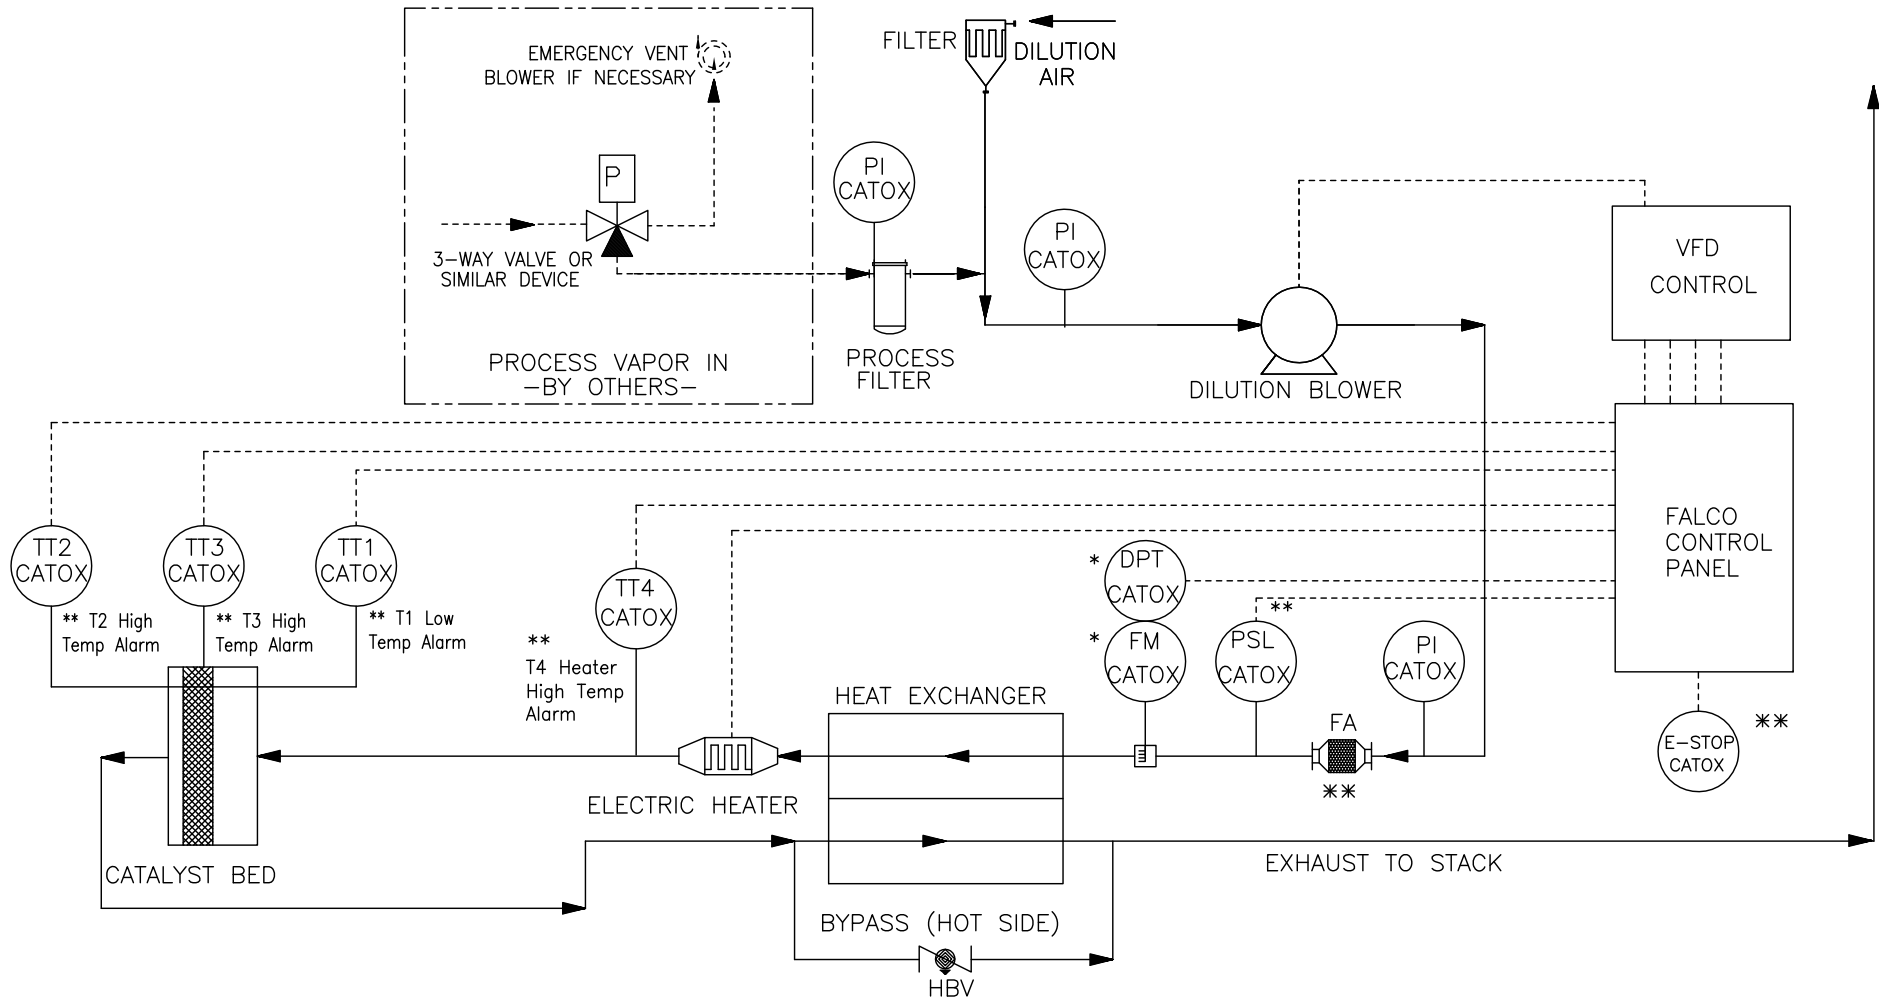 EMERGENCY VENT
BLOWER IF NECESSARY
P
3-WAY VALVE OR
SIMILAR DEVICE
PROCESS VAPOR IN
-BY OTHERS-
FILTER
DILUTION
AIR
PI
CATOX
PROCESS
FILTER
PI
CATOX
DILUTION BLOWER
VFD
CONTROL
FALCO
CONTROL
PANEL
E-STOP
CATOX
**
TT2
CATOX
** T2 High
Temp Alarm
TT3
CATOX
** T3 High
Temp Alarm
TT1
CATOX
** T1 Low
Temp Alarm
TT4
CATOX
**
T4 Heater
High Temp
Alarm
* DPT
CATOX
* FM
CATOX
**
PSL
CATOX
PI
CATOX
FA
**
HEAT EXCHANGER
ELECTRIC HEATER
CATALYST BED
EXHAUST TO STACK
BYPASS (HOT SIDE)
HBV